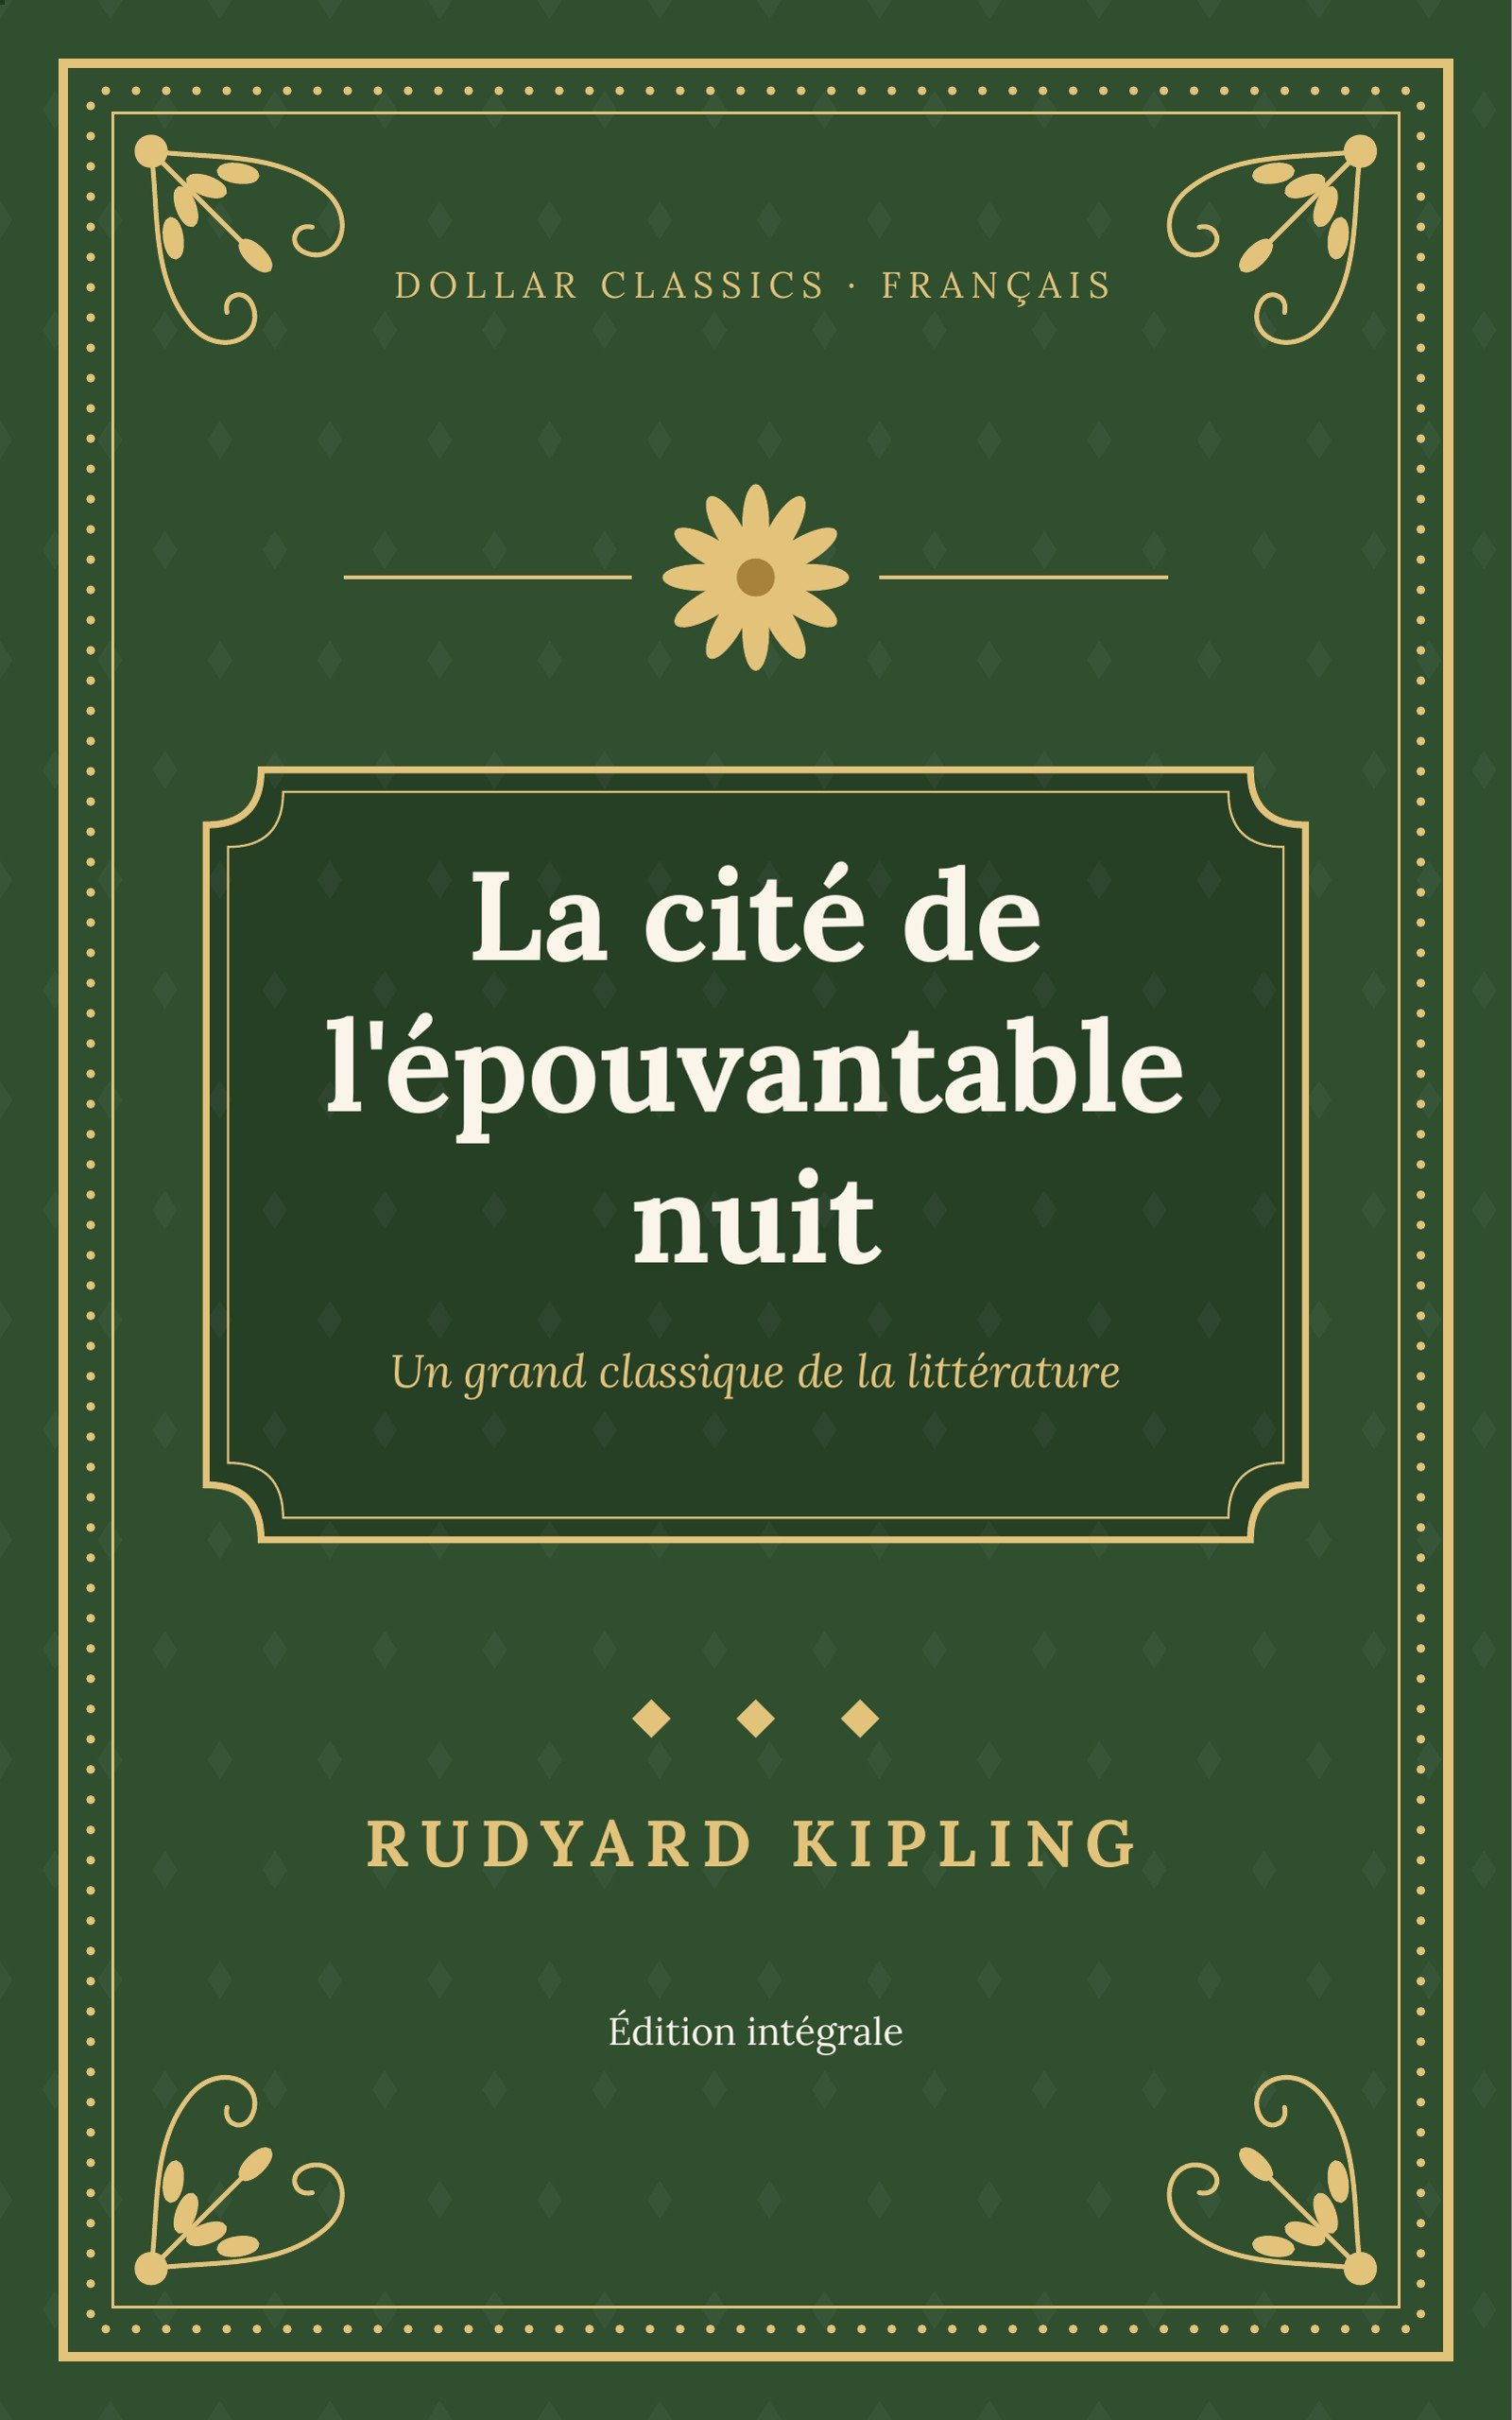 DOLLAR CLASSICS · FRANÇAIS
La cité de
l'épouvantable
nuit
Un grand classique de la littérature
RUDYARD KIPLING
Édition intégrale